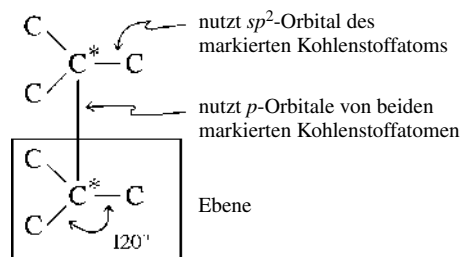 C
nutzt sp²-Orbital des
C* C
markierten Kohlenstoffatoms
C
nutzt p-Orbitale von beiden
markierten Kohlenstoffatomen
C
C* C
Ebene
C
120"